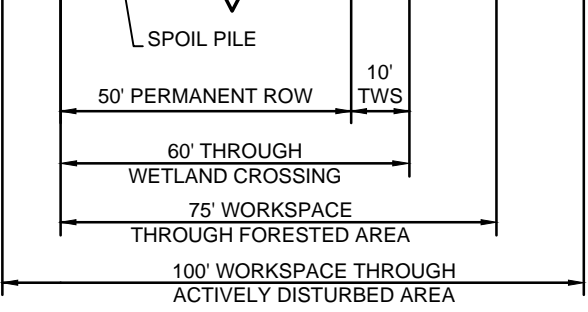 SPOIL PILE
50' PERMANENT ROW
10'
TWS
60' THROUGH
WETLAND CROSSING
75' WORKSPACE
THROUGH FORESTED AREA
100' WORKSPACE THROUGH
ACTIVELY DISTURBED AREA